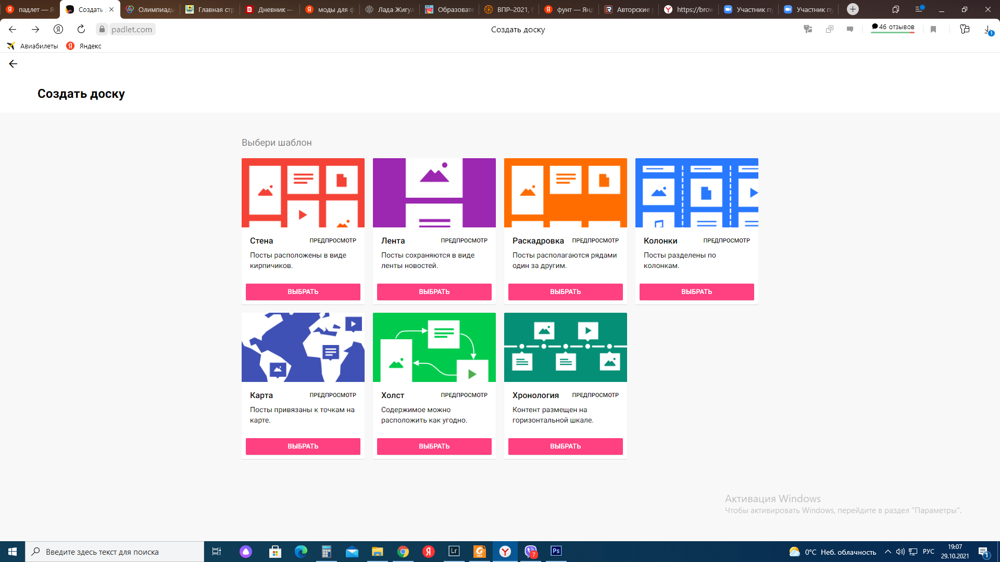 падлет — Я
Создать
Олимпиад
Главная стр
Дневник —
моды для ф
Лада Жигул
Образовате
ВПР–2021, 6
фунт — Янд
Авторские
https://brow
Участник п
Участник п
padlet.com
Создать доску
46 отзывов
Авиабилеты
Яндекс
Создать доску
Выбери шаблон
Стена ПРЕДПРОСМОТР
Посты расположены в виде
кирпичиков.
ВЫБРАТЬ
Лента ПРЕДПРОСМОТР
Посты сохраняются в виде
ленты новостей.
ВЫБРАТЬ
Раскадровка ПРЕДПРОСМОТР
Посты располагаются рядами
один за другим.
ВЫБРАТЬ
Колонки ПРЕДПРОСМОТР
Посты разделены по
колонкам.
ВЫБРАТЬ
Карта ПРЕДПРОСМОТР
Посты привязаны к точкам на
карте.
ВЫБРАТЬ
Холст ПРЕДПРОСМОТР
Содержимое можно
расположить как угодно.
ВЫБРАТЬ
Хронология ПРЕДПРОСМОТР
Контент размещен на
горизонтальной шкале.
ВЫБРАТЬ
Активация Windows
Чтобы активировать Windows, перейдите в раздел "Параметры".
Введите здесь текст для поиска
0°C Неб. облачность
РУС
19:07
29.10.2021